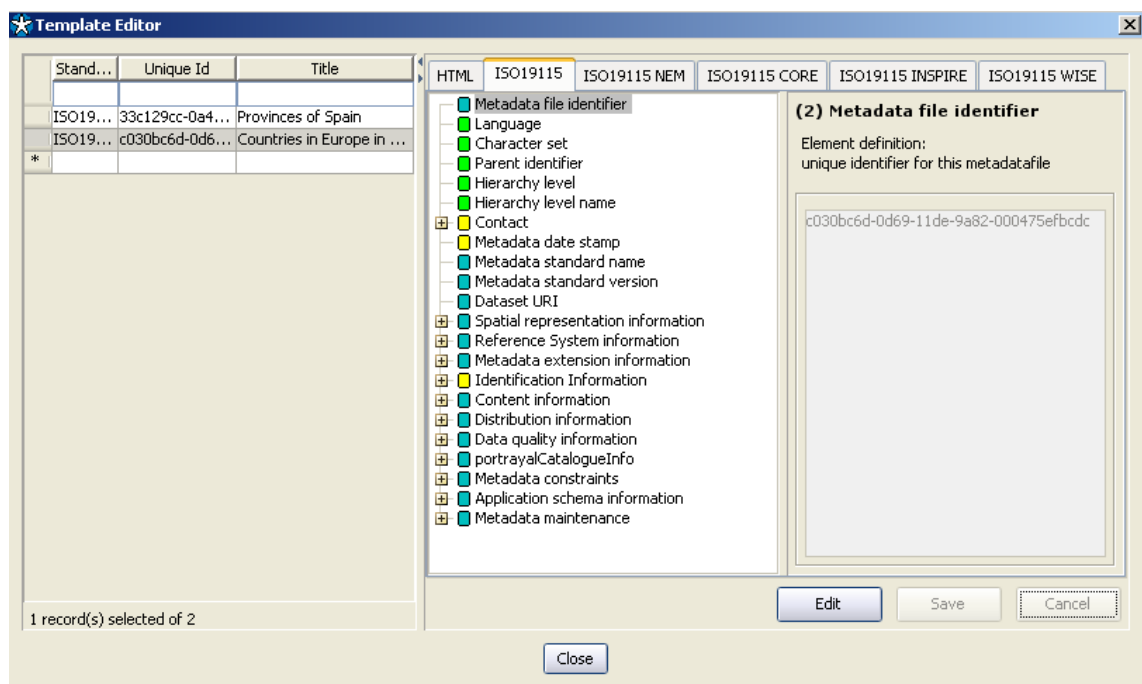 Template Editor
Stand... Unique Id Title
ISO19... 33c129cc-0a4... Provinces of Spain
ISO19... c030bc6d-0d6... Countries in Europe in ...
*
1 record(s) selected of 2
HTML ISO19115 ISO19115 NEM ISO19115 CORE ISO19115 INSPIRE ISO19115 WISE
Metadata file identifier
Language
Character set
Parent identifier
Hierarchy level
Hierarchy level name
Contact
Metadata date stamp
Metadata standard name
Metadata standard version
Dataset URI
Spatial representation information
Reference System information
Metadata extension information
Identification Information
Content information
Distribution information
Data quality information
portrayalCatalogueInfo
Metadata constraints
Application schema information
Metadata maintenance
(2) Metadata file identifier
Element definition:
unique identifier for this metadatafile
c030bc6d-0d69-11de-9a82-000475efbcdc
Edit Save Cancel
Close